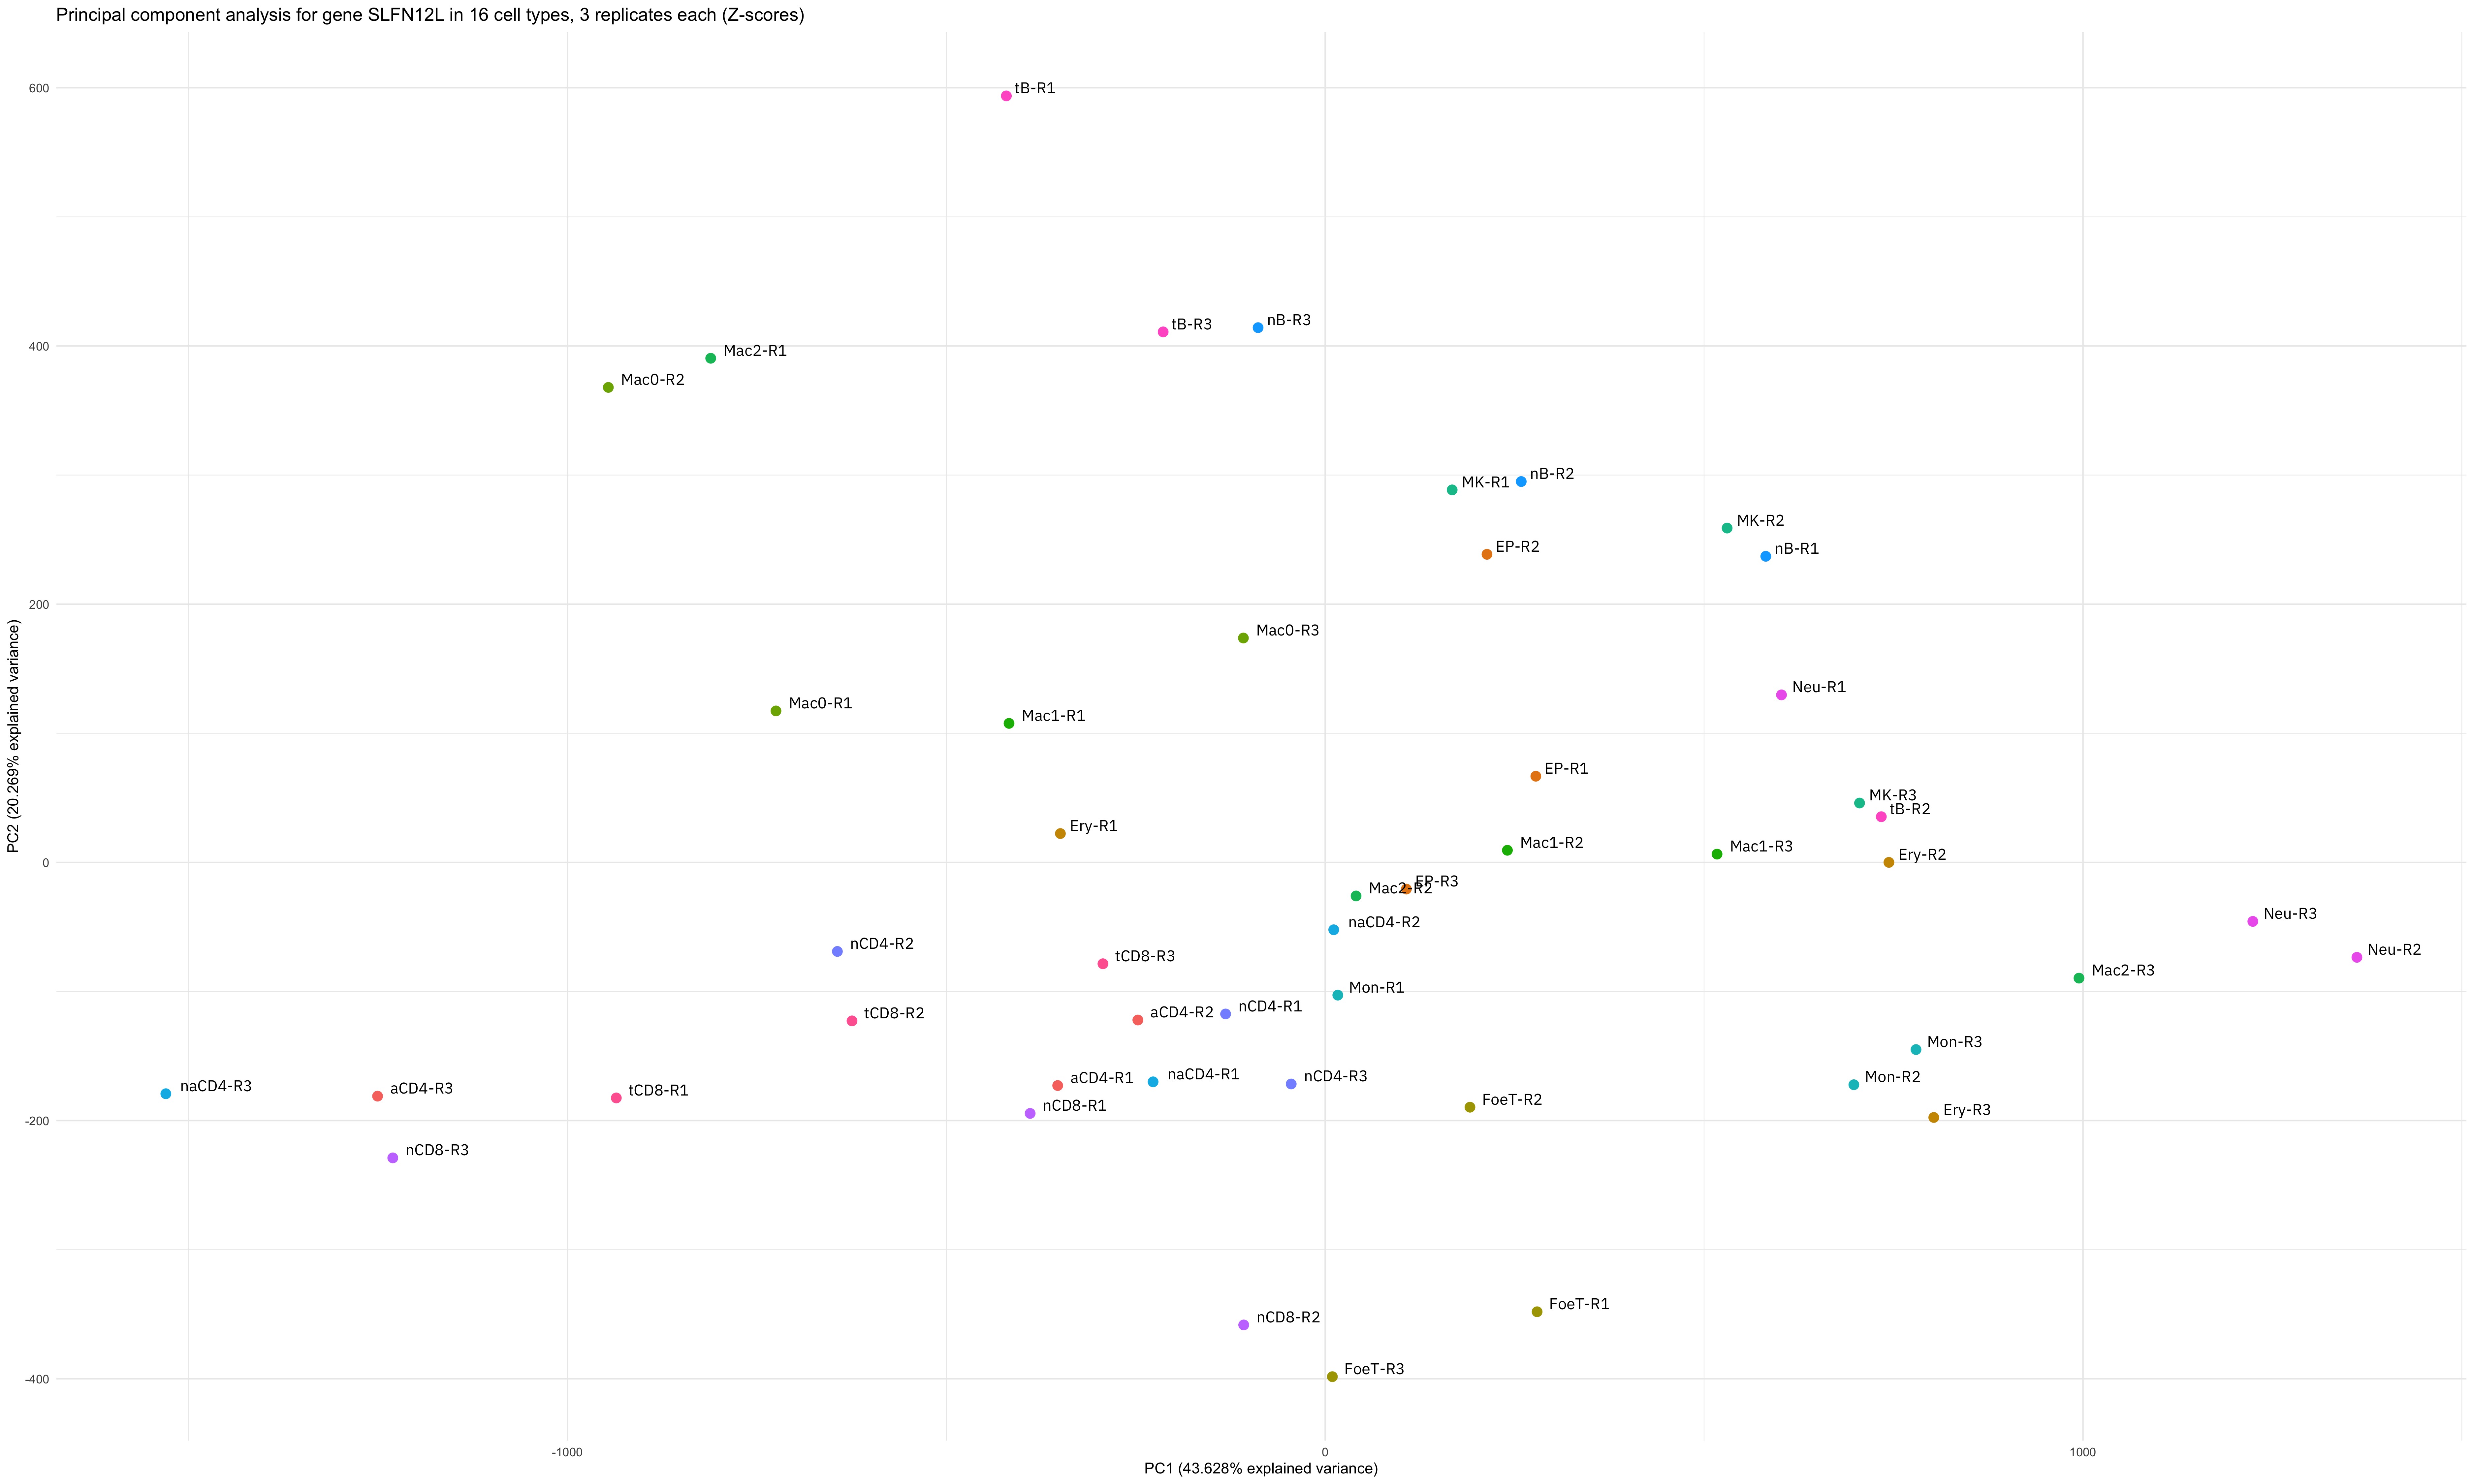 Principal component analysis for gene SLFN12L in 16 cell types, 3 replicates each (Z-scores)
600
tB-R1
tB-R3
nB-R3
400
Mac2-R1
Mac0-R2
nB-R2
MK-R1
MK-R2
nB-R1
EP-R2
200
Mac0-R3
Neu-R1
Mac0-R1
Mac1-R1
EP-R1
MK-R3
tB-R2
Ery-R1
Mac1-R2
Mac1-R3
Ery-R2
0
EP-R3
Mac2-R2
naCD4-R2
Neu-R3
nCD4-R2
Neu-R2
tCD8-R3
Mac2-R3
Mon-R1
nCD4-R1
aCD4-R2
tCD8-R2
Mon-R3
naCD4-R1
nCD4-R3
Mon-R2
aCD4-R1
naCD4-R3
aCD4-R3
tCD8-R1
FoeT-R2
nCD8-R1
Ery-R3
-200
nCD8-R3
FoeT-R1
nCD8-R2
FoeT-R3
-400
PC2 (20.269% explained variance)
-1000
0
1000
PC1 (43.628% explained variance)